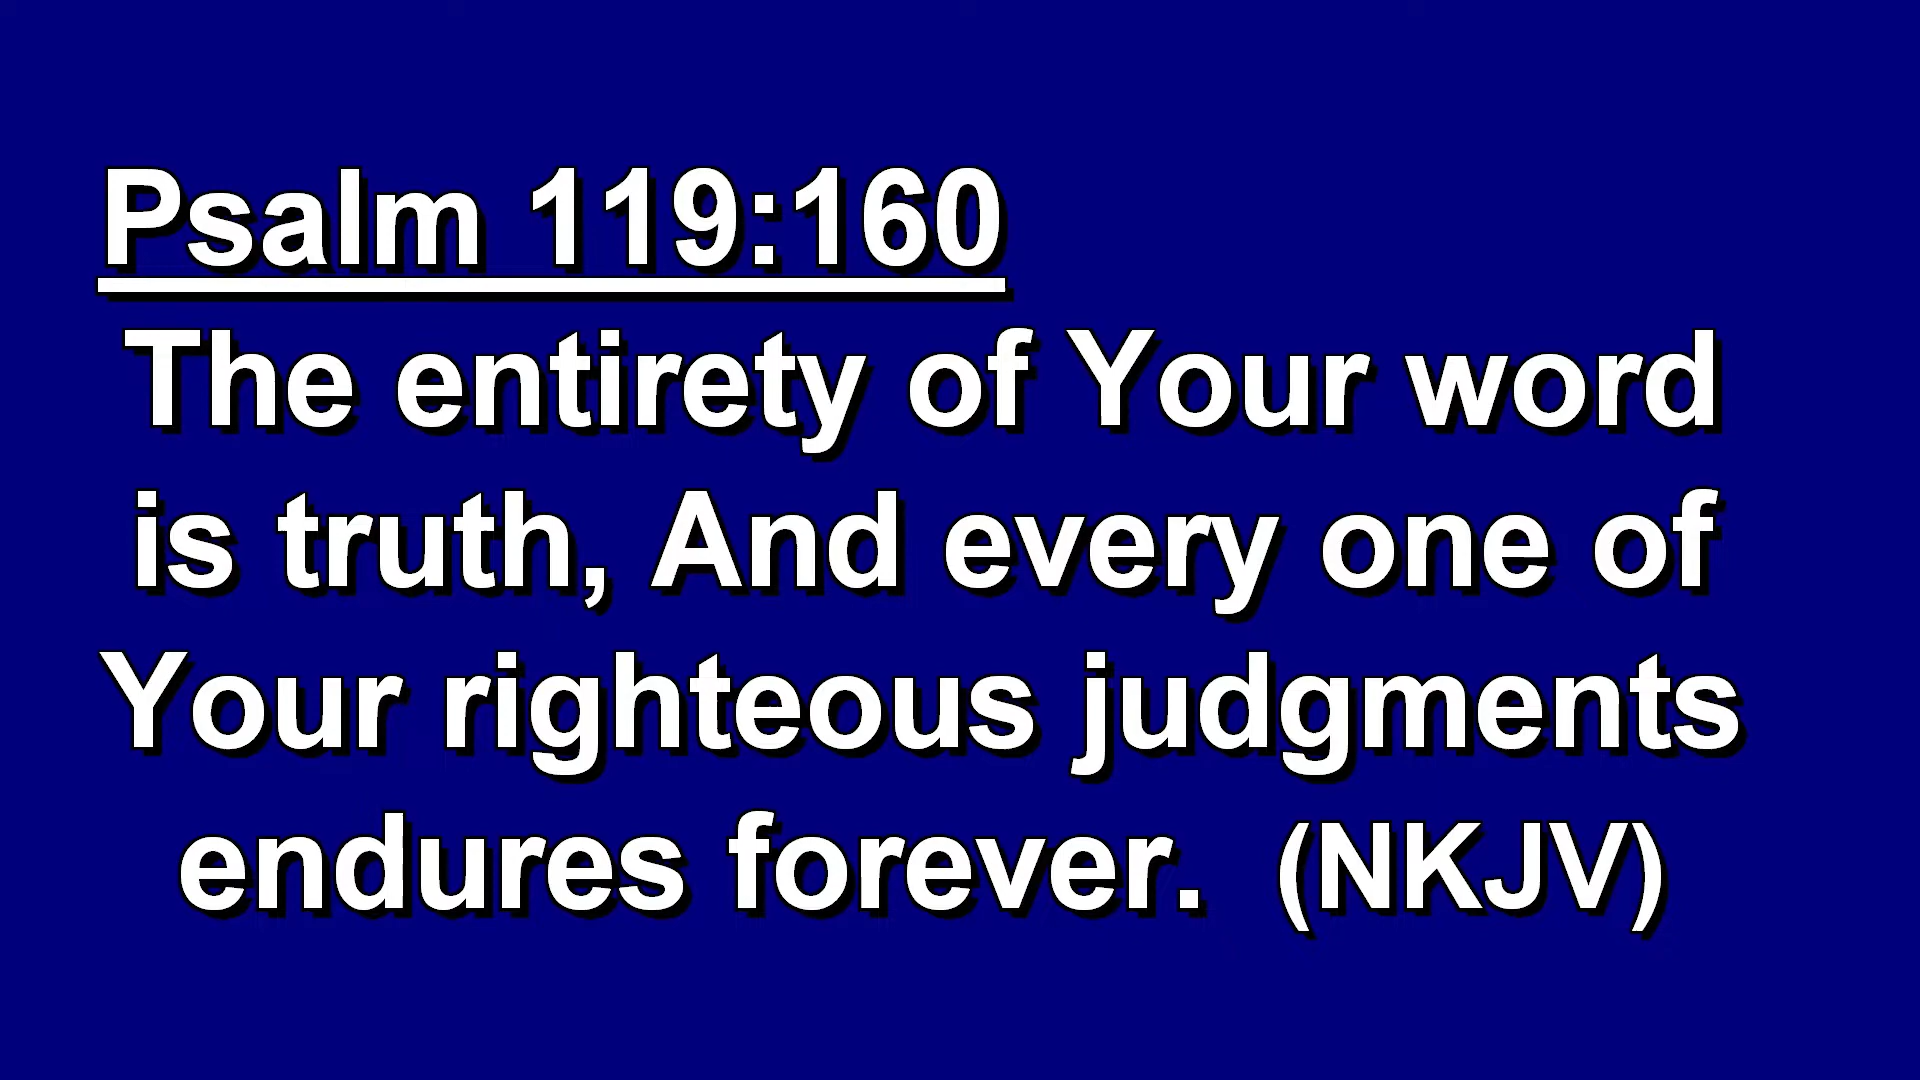 Psalm 119:160
The entirety of Your word
is truth, And every one of
Your righteous judgments
endures forever. (NKJV)